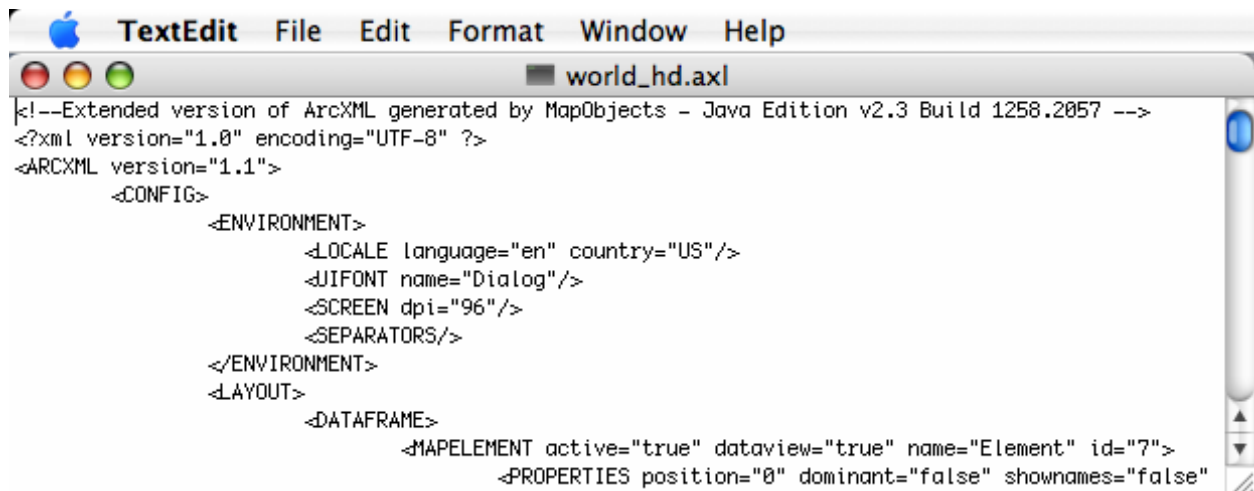 TextEdit File Edit Format Window Help
world_hd.axl
<!--Extended version of ArcXML generated by MapObjects – Java Edition v2.3 Build 1258.2057 -->
<?xml version="1.0" encoding="UTF-8" ?>
<ARCXML version="1.1">
<CONFIG>
<ENVIRONMENT>
<LOCALE language="en" country="US"/>
<UIFONT name="Dialog"/>
<SCREEN dpi="96"/>
<SEPARATORS/>
</ENVIRONMENT>
<LAYOUT>
<DATAFRAME>
<MAPELEMENT active="true" dataview="true" name="Element" id="7">
<PROPERTIES position="0" dominant="false" shownames="false"